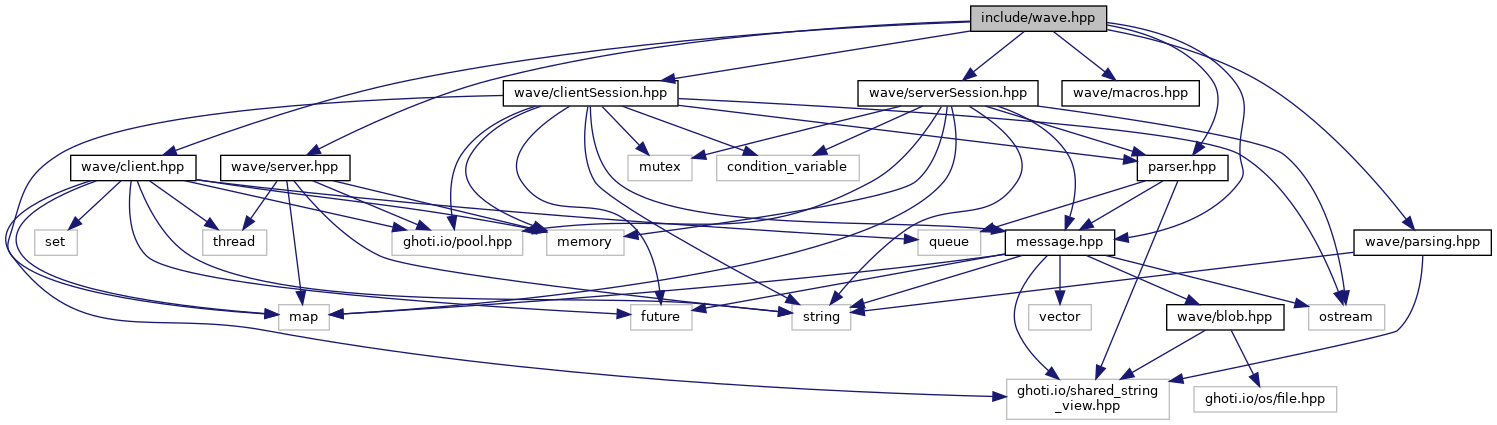 include/wave.hpp
wave/clientSession.hpp
wave/serverSession.hpp
wave/macros.hpp
wave/client.hpp
wave/server.hpp
mutex
condition_variable
parser.hpp
set
thread
ghoti.io/pool.hpp
memory
queue
message.hpp
wave/parsing.hpp
map
future
string
vector
wave/blob.hpp
ostream
ghoti.io/shared_string
_view.hpp
ghoti.io/os/file.hpp